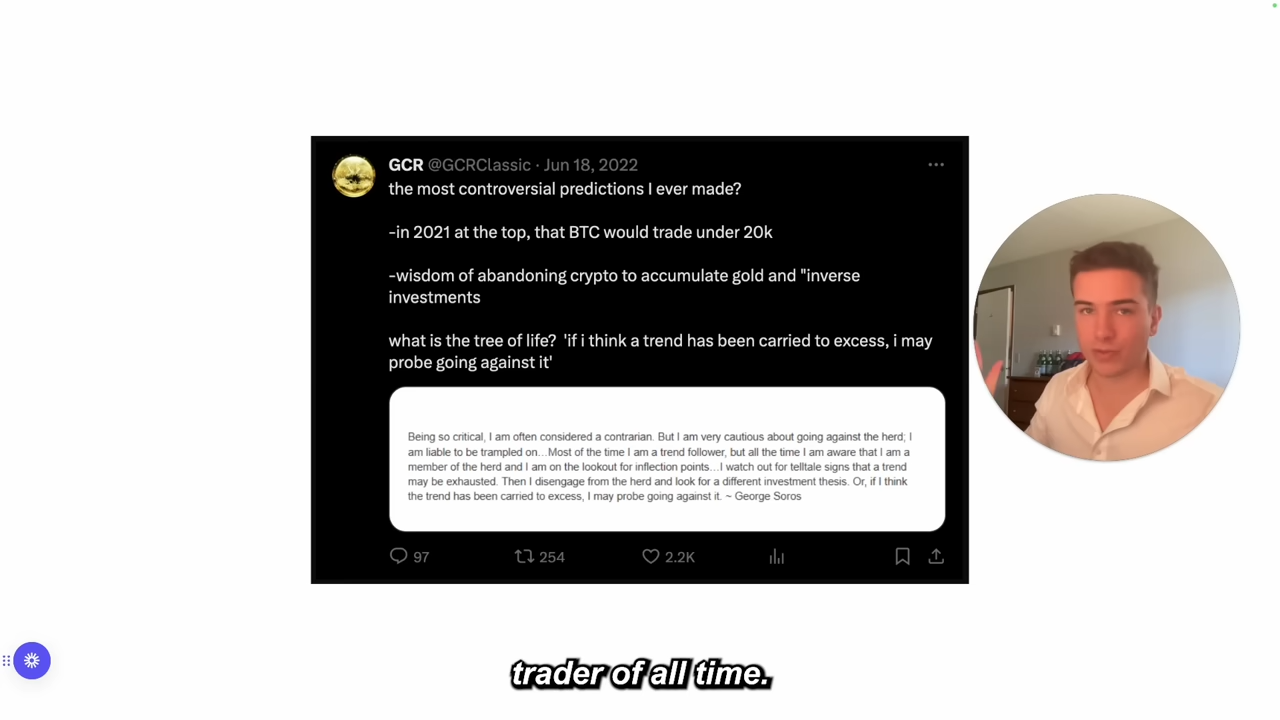 GCR @GCRClassic · Jun 18, 2022
the most controversial predictions I ever made?
-in 2021 at the top, that BTC would trade under 20k
-wisdom of abandoning crypto to accumulate gold and "inverse
investments
what is the tree of life?  'if i think a trend has been carried to excess, i may
probe going against it'
Being so critical, I am often considered a contrarian. But I am very cautious about going against the herd; I
am liable to be trampled on…Most of the time I am a trend follower, but all the time I am aware that I am a
member of the herd and I am on the lookout for inflection points…I watch out for telltale signs that a trend
may be exhausted. Then I disengage from the herd and look for a different investment thesis. Or, if I think
the trend has been carried to excess, I may probe going against it. ~ George Soros
97 254 2.2K
trader of all time.